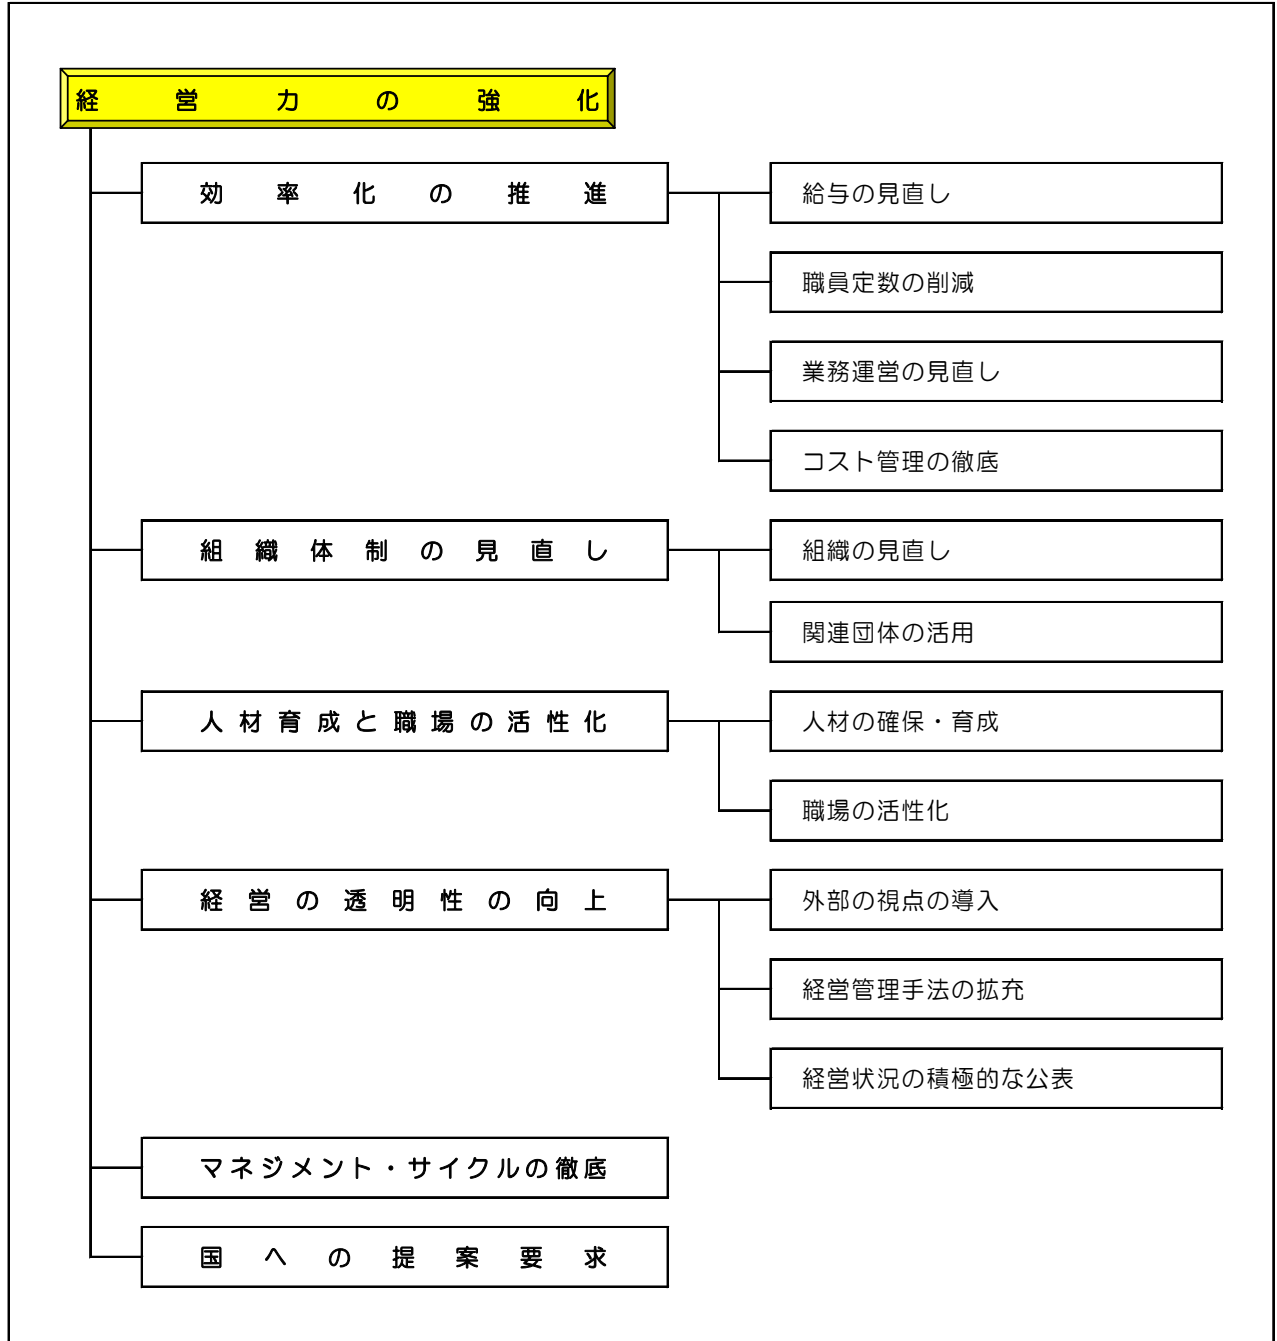 経営力の強化
効率化の推進
給与の見直し
職員定数の削減
業務運営の見直し
コスト管理の徹底
組織体制の見直し
組織の見直し
関連団体の活用
人材育成と職場の活性化
人材の確保・育成
職場の活性化
経営の透明性の向上
外部の視点の導入
経営管理手法の拡充
経営状況の積極的な公表
マネジメント・サイクルの徹底
国への提案要求